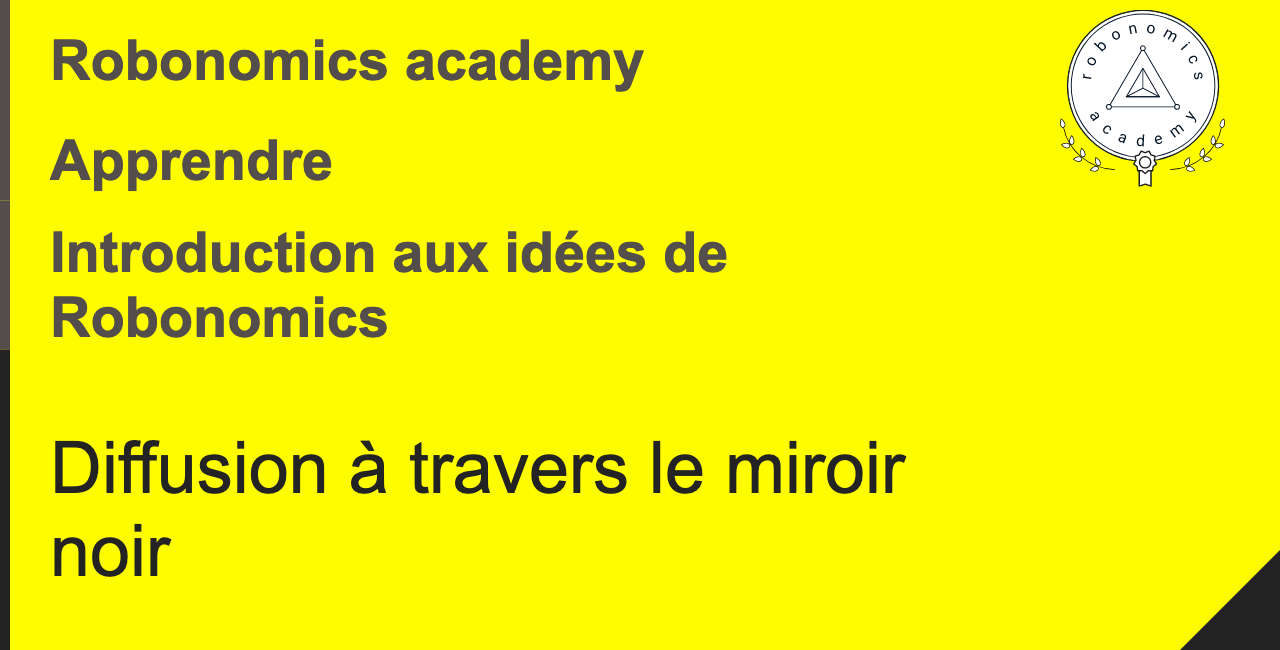 Robonomics academy
robonomics
academy
Apprendre
Introduction aux idées de
Robonomics
Diffusion à travers le miroir
noir